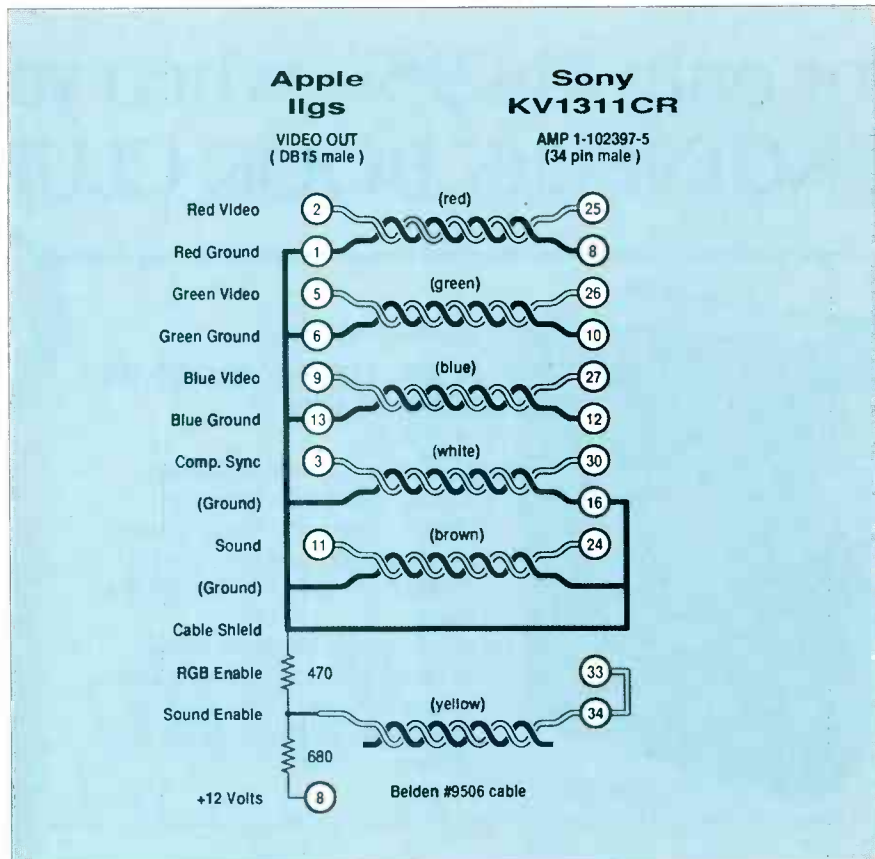 Apple
IIgs
VIDEO OUT
( DB15 male )
Sony
KV1311CR
AMP 1-102397-5
(34 pin male )
Red Video 2 (red) 25
Red Ground 1 8
Green Video 5 (green) 26
Green Ground 6 10
Blue Video 9 (blue) 27
Blue Ground 13 12
Comp. Sync 3 (white) 30
(Ground) 16
Sound 11 (brown) 24
(Ground)
Cable Shield
RGB Enable 470 33
Sound Enable (yellow) 34
680
+12 Volts 8 Belden #9506 cable